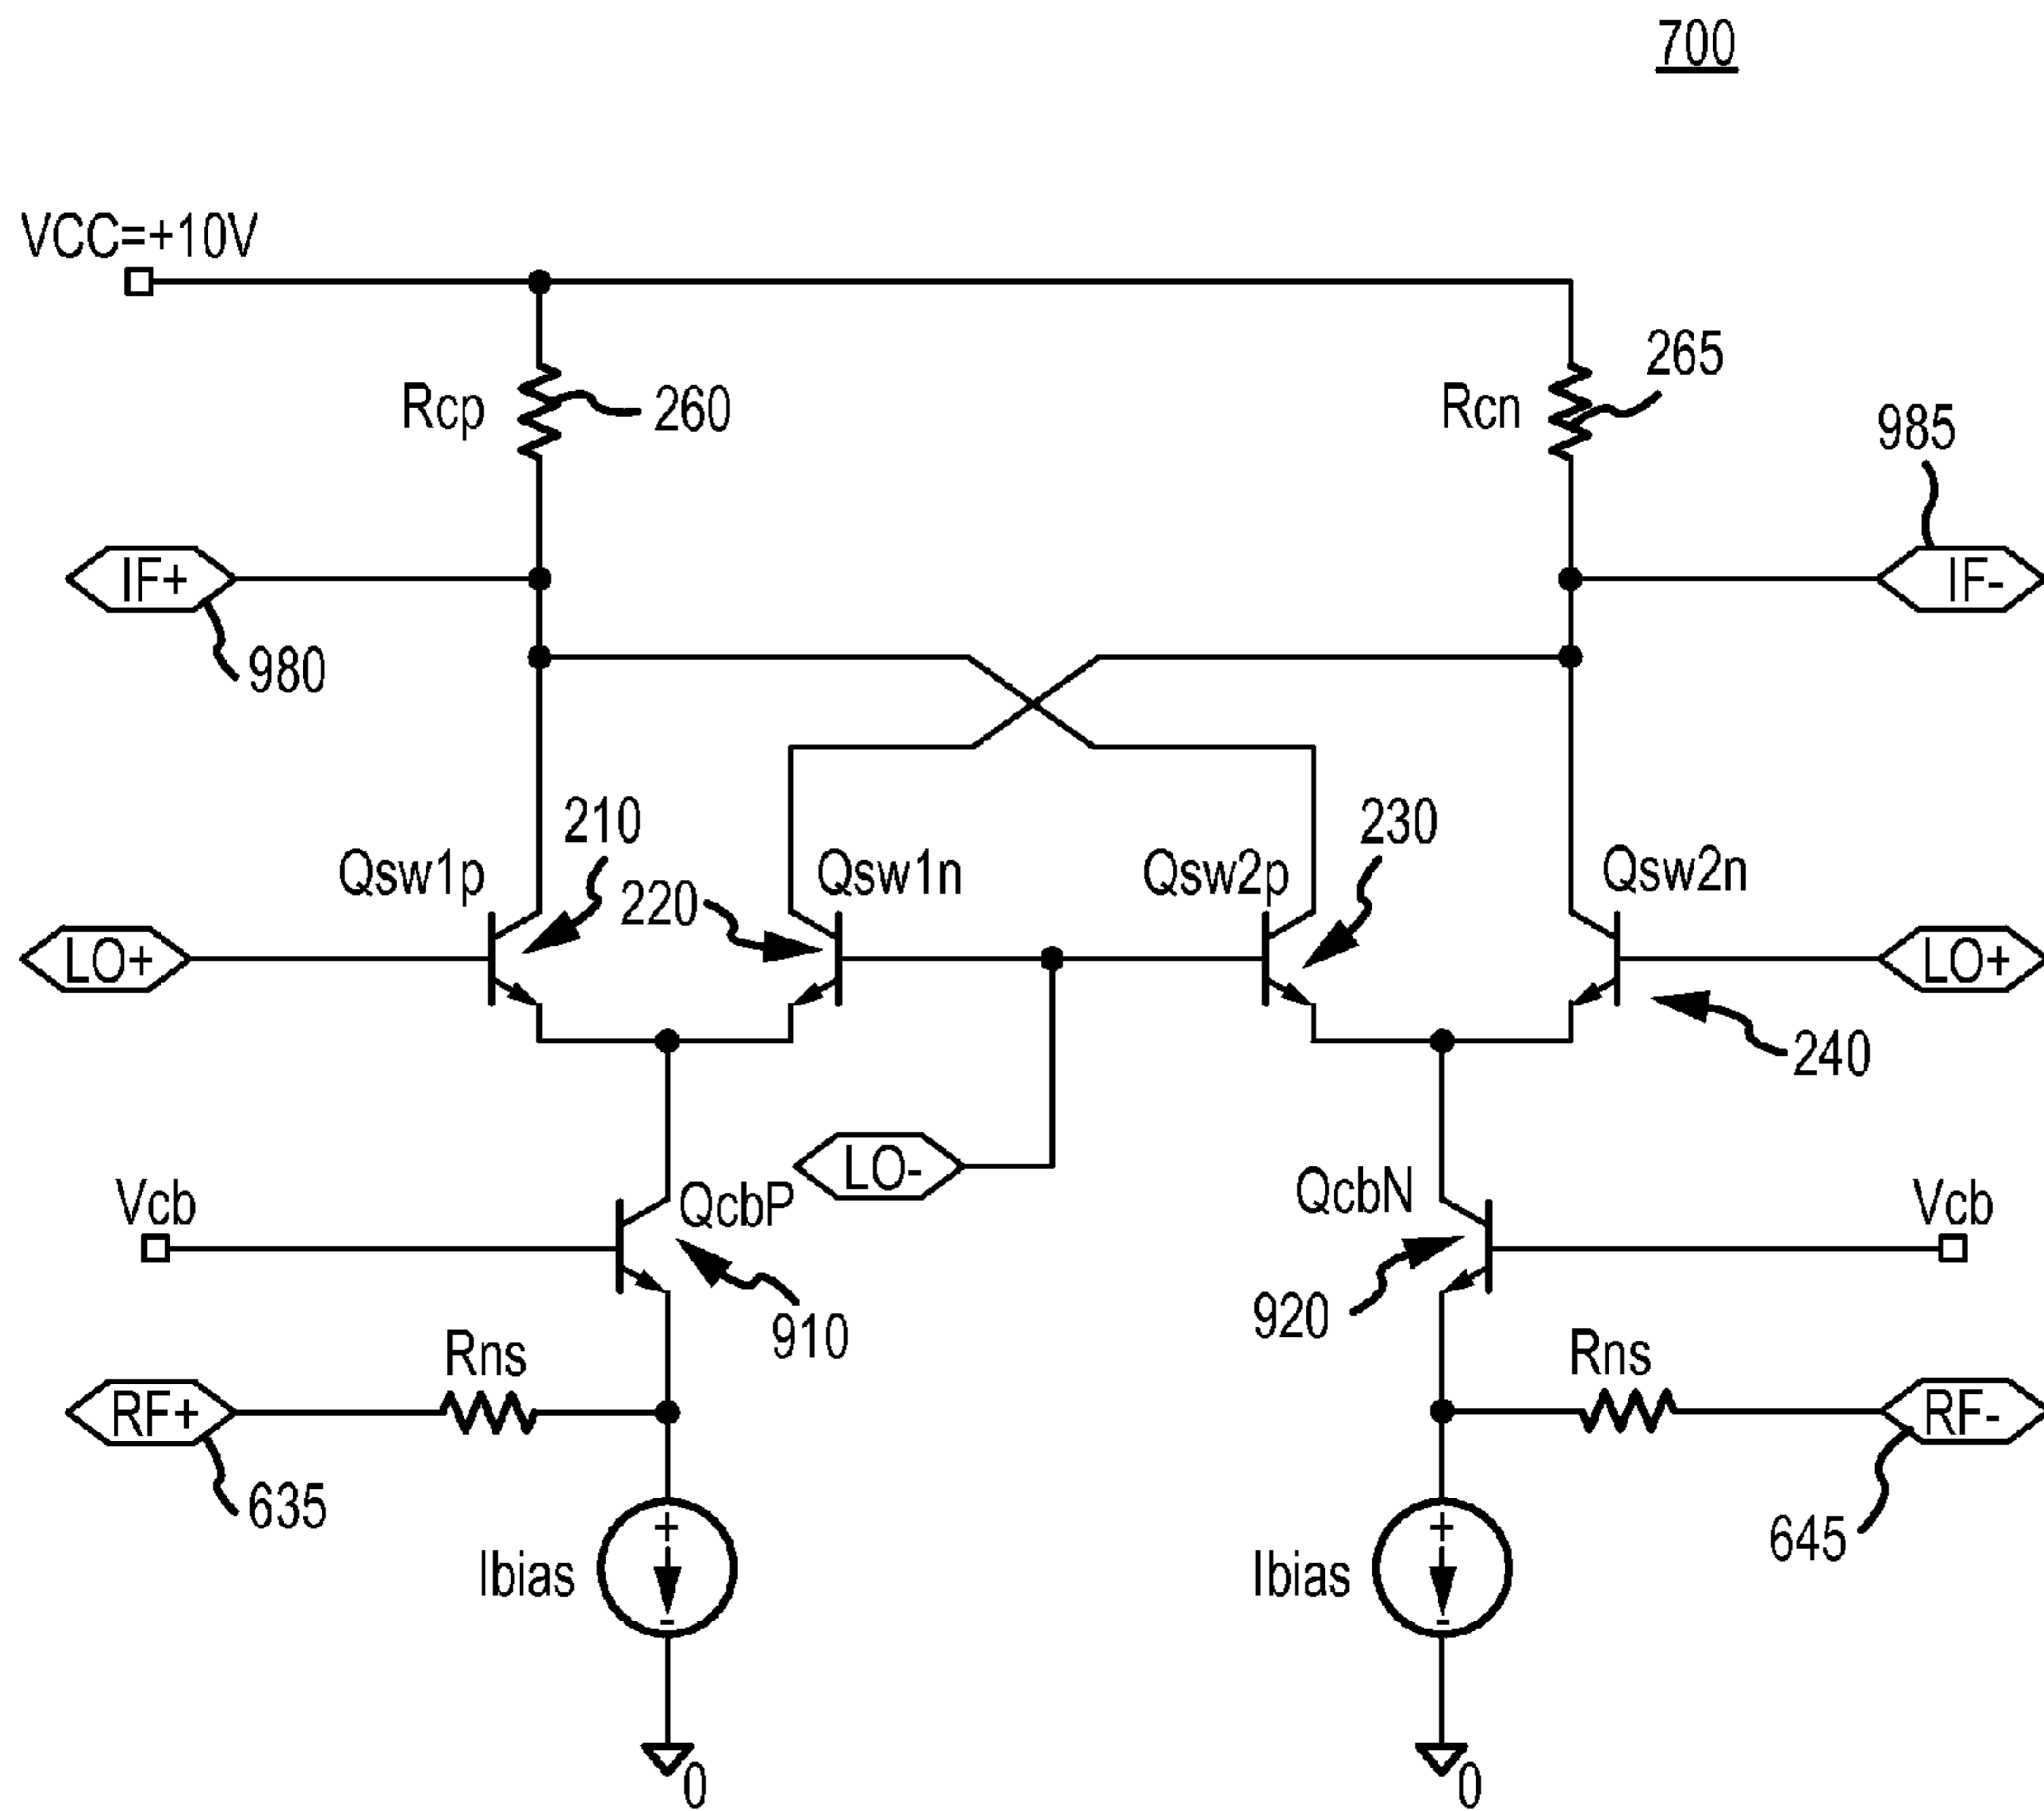 700
VCC=+10V
Rcp
260
Rcn
265
985
IF+
IF-
980
210
230
Qsw1p
220
Qsw1n
Qsw2p
Qsw2n
LO+
LO+
240
LO-
Vcb
QcbP
QcbN
Vcb
910
920
Rns
Rns
RF+
RF-
635
645
+
+
Ibias
Ibias
-
-
0
0